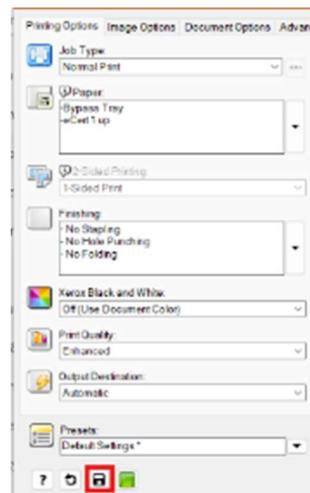 Printing Options Image Options Document Options Advan
Job Type:
Normal Print
Paper:
-Bypass Tray
-eCert 1 up
2-Sided Printing:
1-Sided Print
Finishing:
- No Stapling
- No Hole Punching
- No Folding
Xerox Black and White:
Off (Use Document Color)
Print Quality:
Enhanced
Output Destination:
Automatic
Presets:
Default Settings *
?